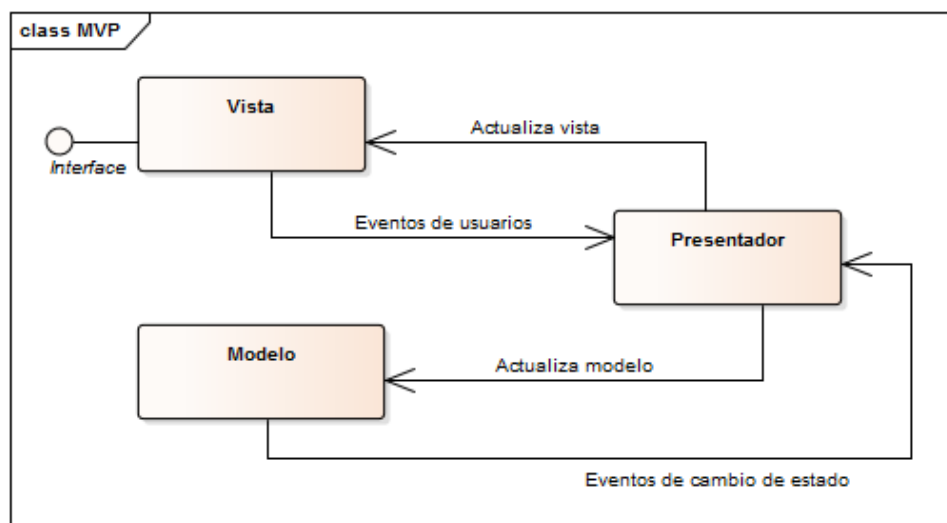 class MVP
Vista
Actualiza vista
Interface
Eventos de usuarios
Presentador
Modelo
Actualiza modelo
Eventos de cambio de estado